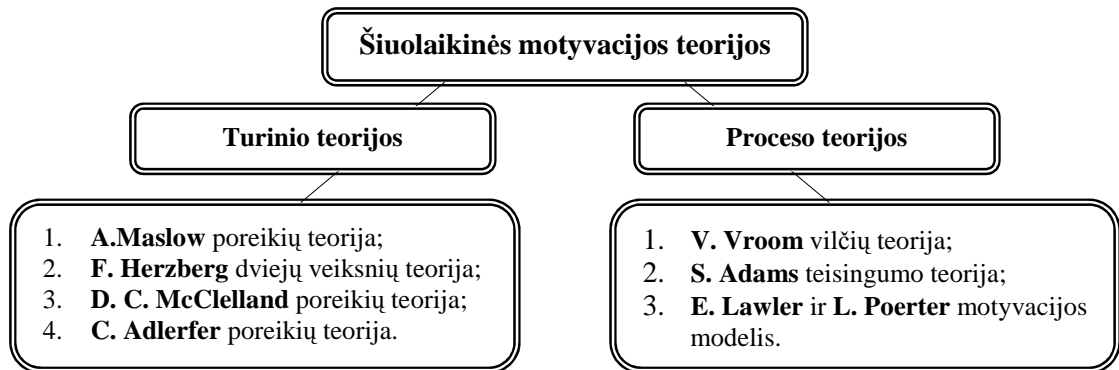 Šiuolaikinės motyvacijos teorijos
Turinio teorijos
Proceso teorijos
1. A.Maslow poreikių teorija;
2. F. Herzberg dviejų veiksnių teorija;
3. D. C. McClelland poreikių teorija;
4. C. Adlerfer poreikių teorija.
1. V. Vroom vilčių teorija;
2. S. Adams teisingumo teorija;
3. E. Lawler ir L. Poerter motyvacijos
modelis.